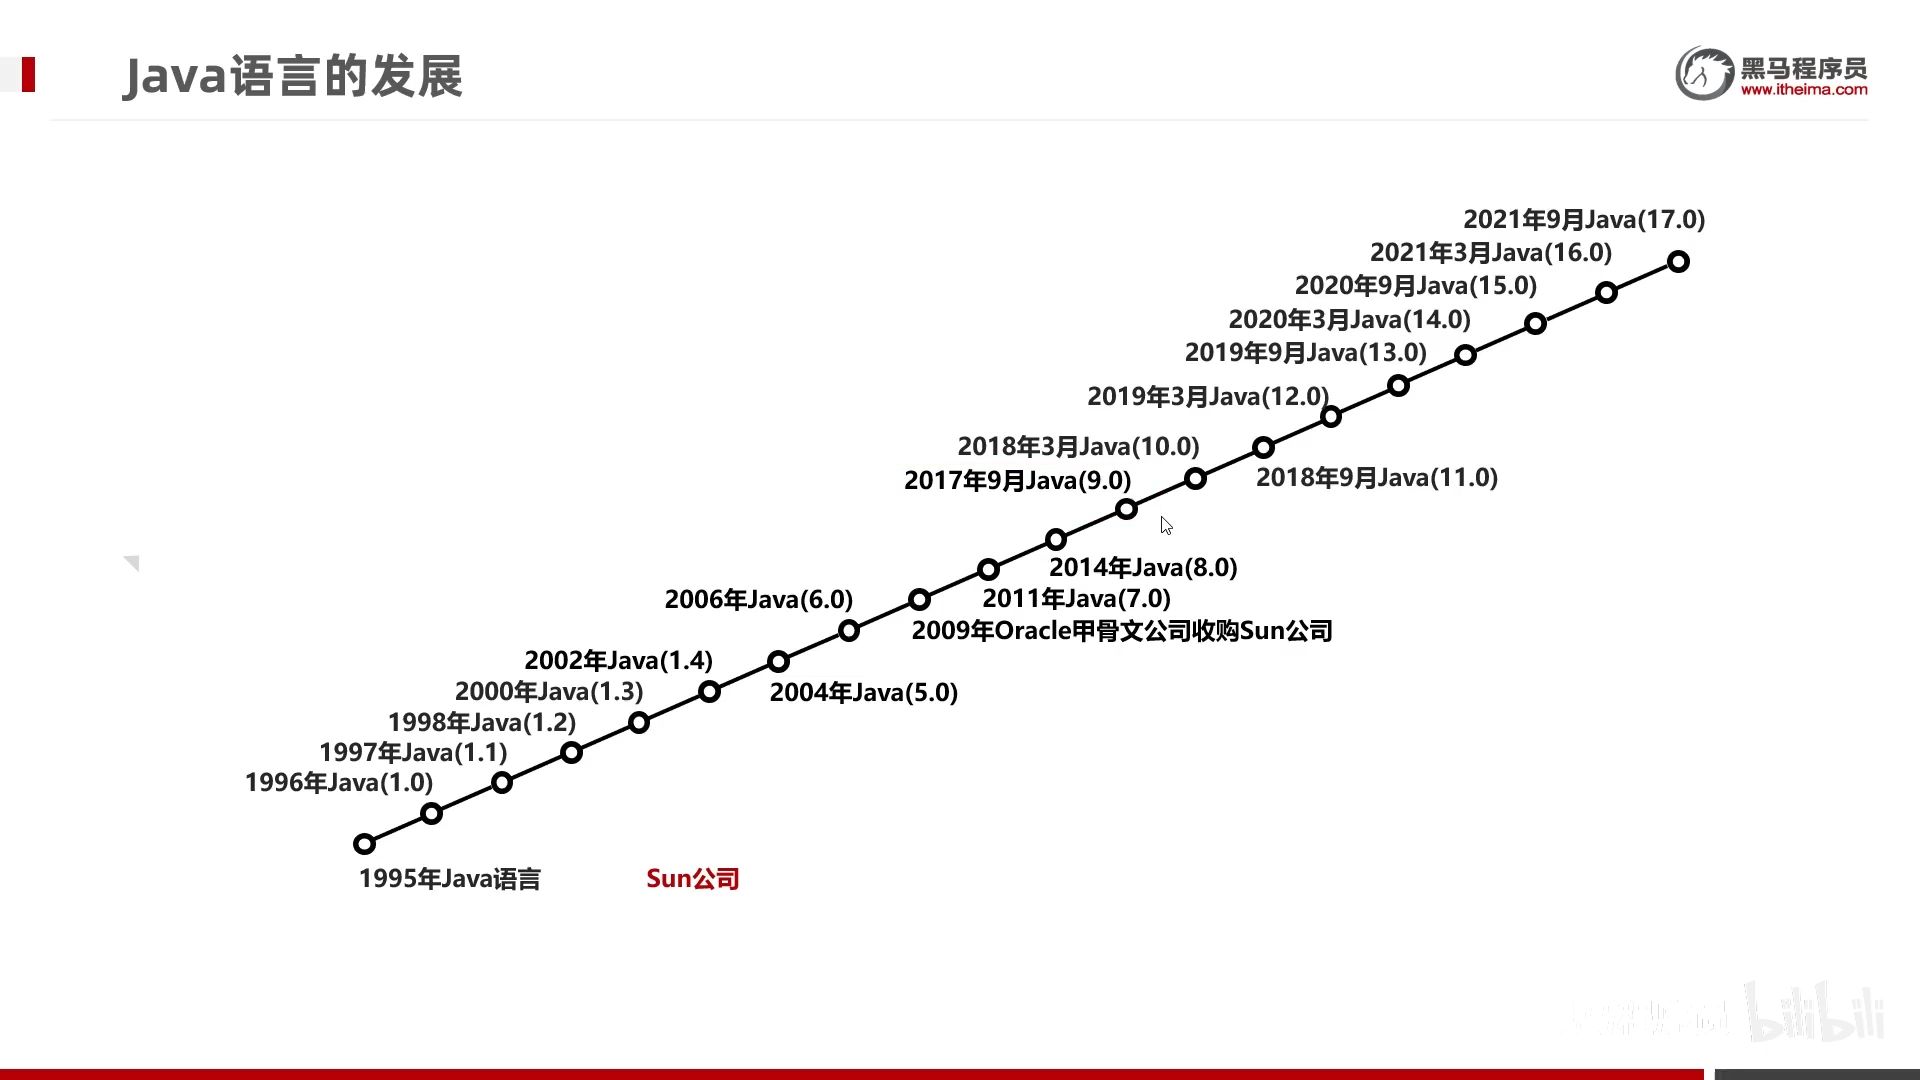 Java语言的发展
黑马程序员
www.itheima.com
2021年9月Java(17.0)
2021年3月Java(16.0)
2020年9月Java(15.0)
2020年3月Java(14.0)
2019年9月Java(13.0)
2019年3月Java(12.0)
2018年3月Java(10.0)
2018年9月Java(11.0)
2017年9月Java(9.0)
2014年Java(8.0)
2006年Java(6.0)
2011年Java(7.0)
2009年Oracle甲骨文公司收购Sun公司
2002年Java(1.4)
2004年Java(5.0)
2000年Java(1.3)
1998年Java(1.2)
1997年Java(1.1)
1996年Java(1.0)
1995年Java语言
Sun公司
bilibili